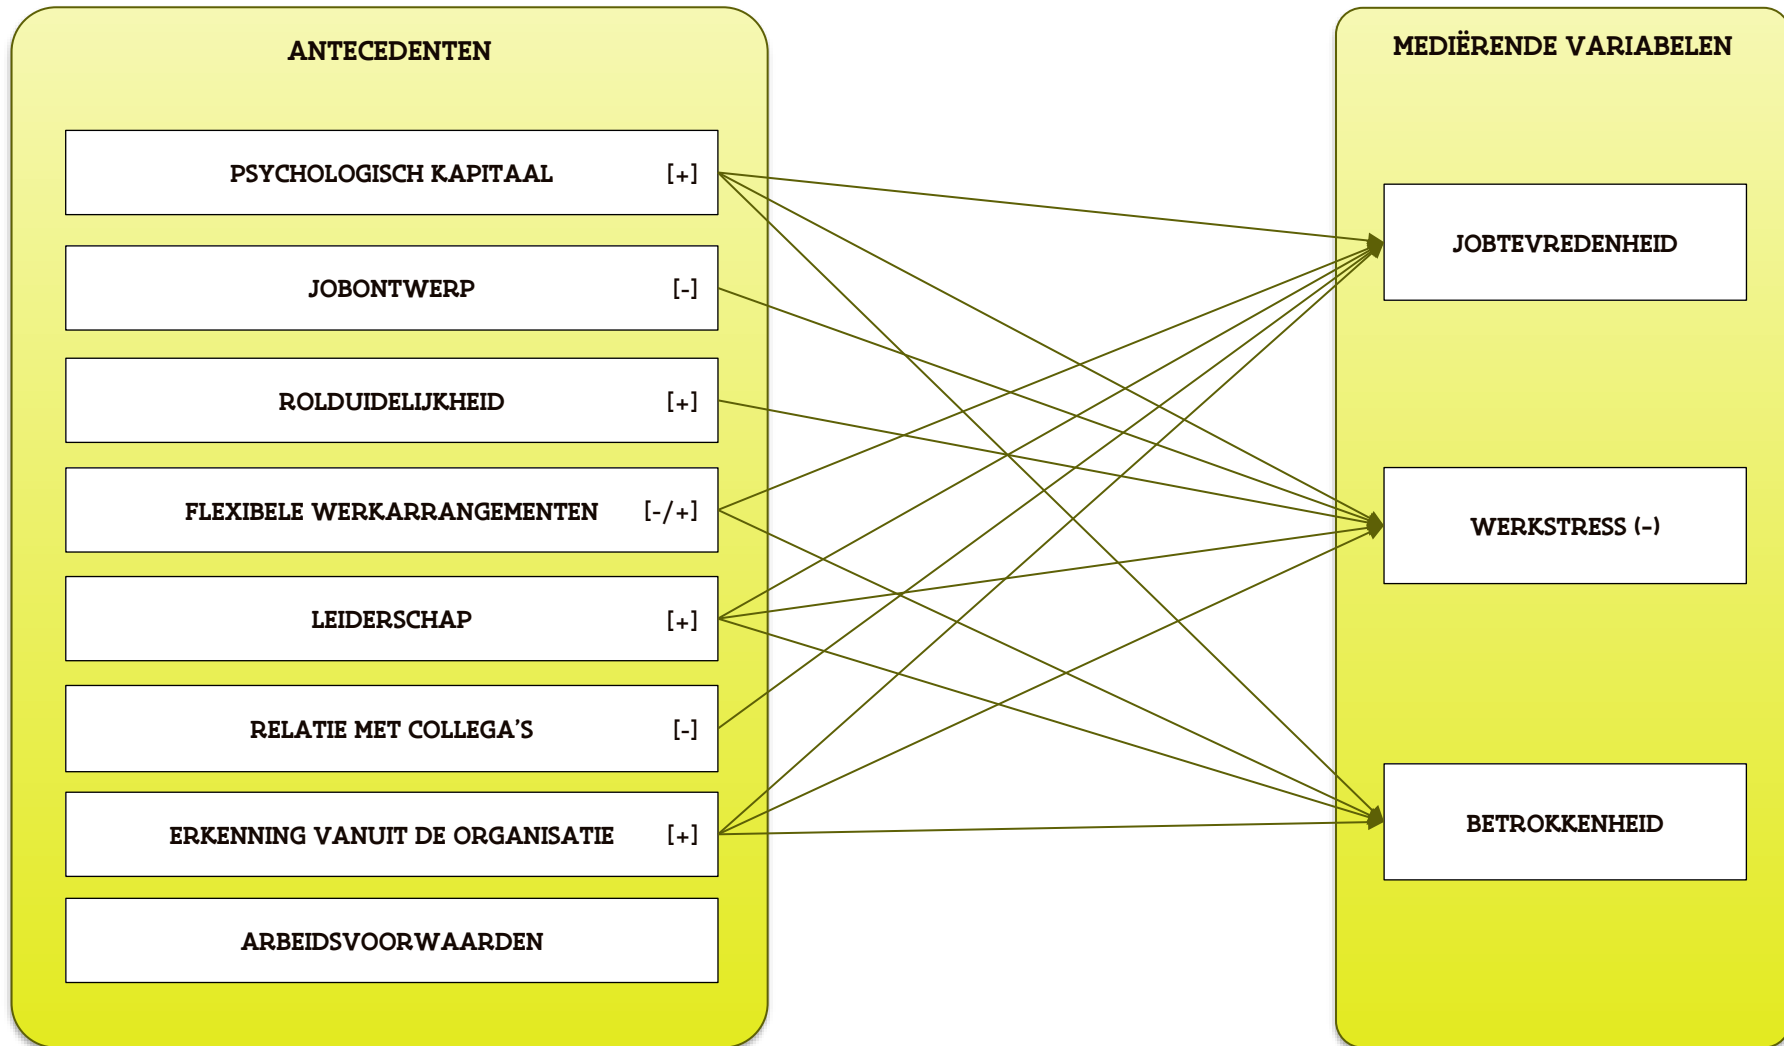 ANTECEDENTEN
PSYCHOLOGISCH KAPITAAL [+]
JOBONTWERP [-]
ROLDUIDELIJKHEID [+]
FLEXIBELE WERKARRANGEMENTEN [-/+]
LEIDERSCHAP [+]
RELATIE MET COLLEGA’S [-]
ERKENNING VANUIT DE ORGANISATIE [+]
ARBEIDSVOORWAARDEN
MEDIËRENDE VARIABELEN
JOBTEVREDENHEID
WERKSTRESS (-)
BETROKKENHEID